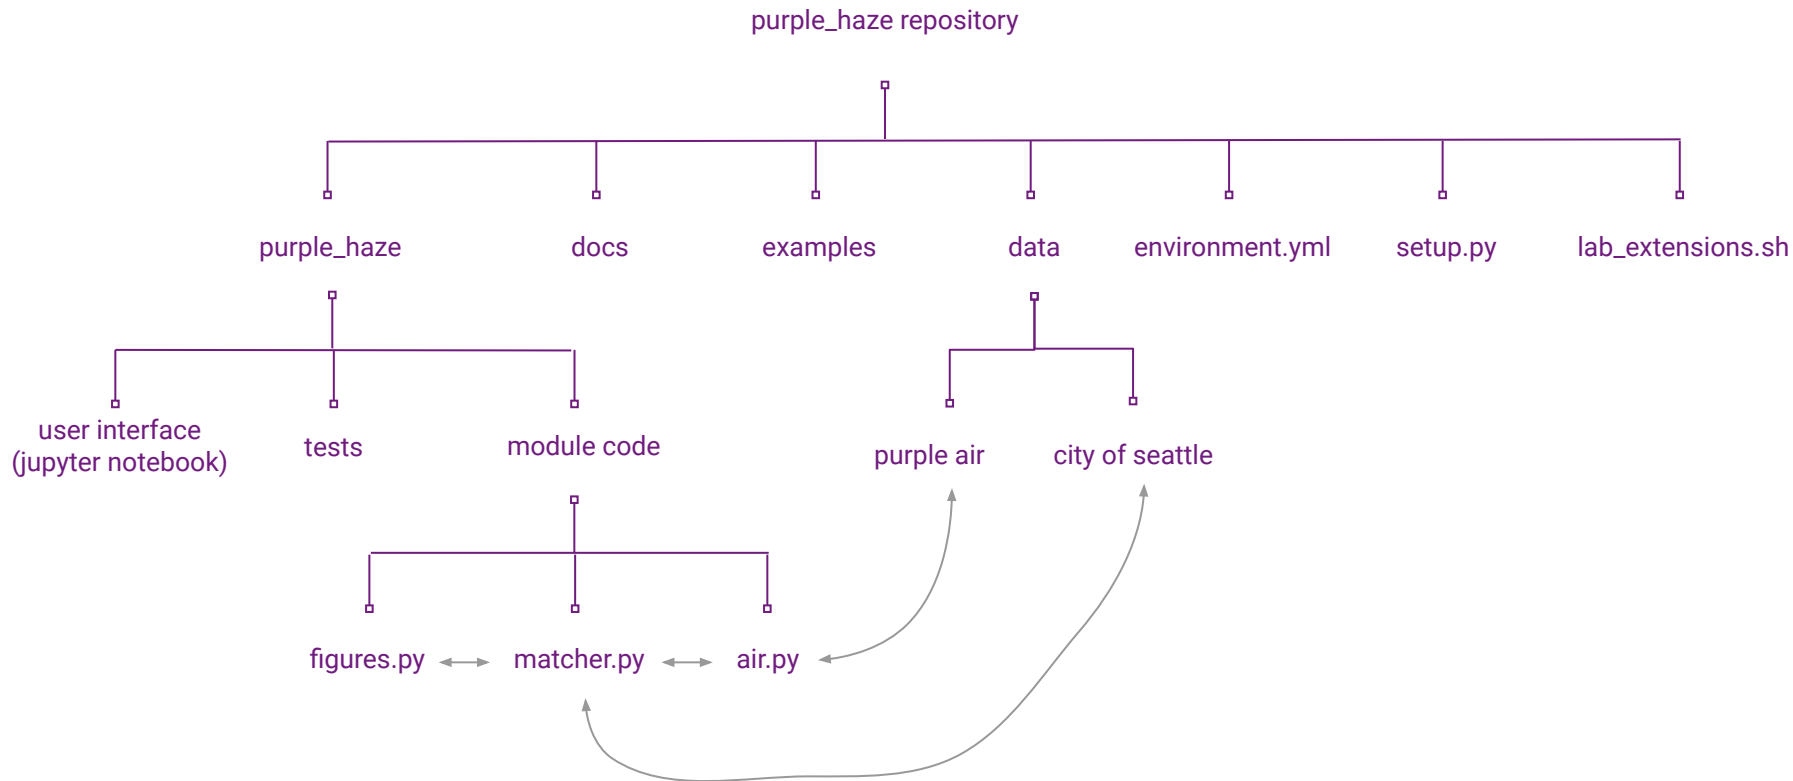 purple_haze repository
purple_haze
docs
examples
data
environment.yml
setup.py
lab_extensions.sh
user interface
(jupyter notebook)
tests
module code
purple air
city of seattle
figures.py
matcher.py
air.py